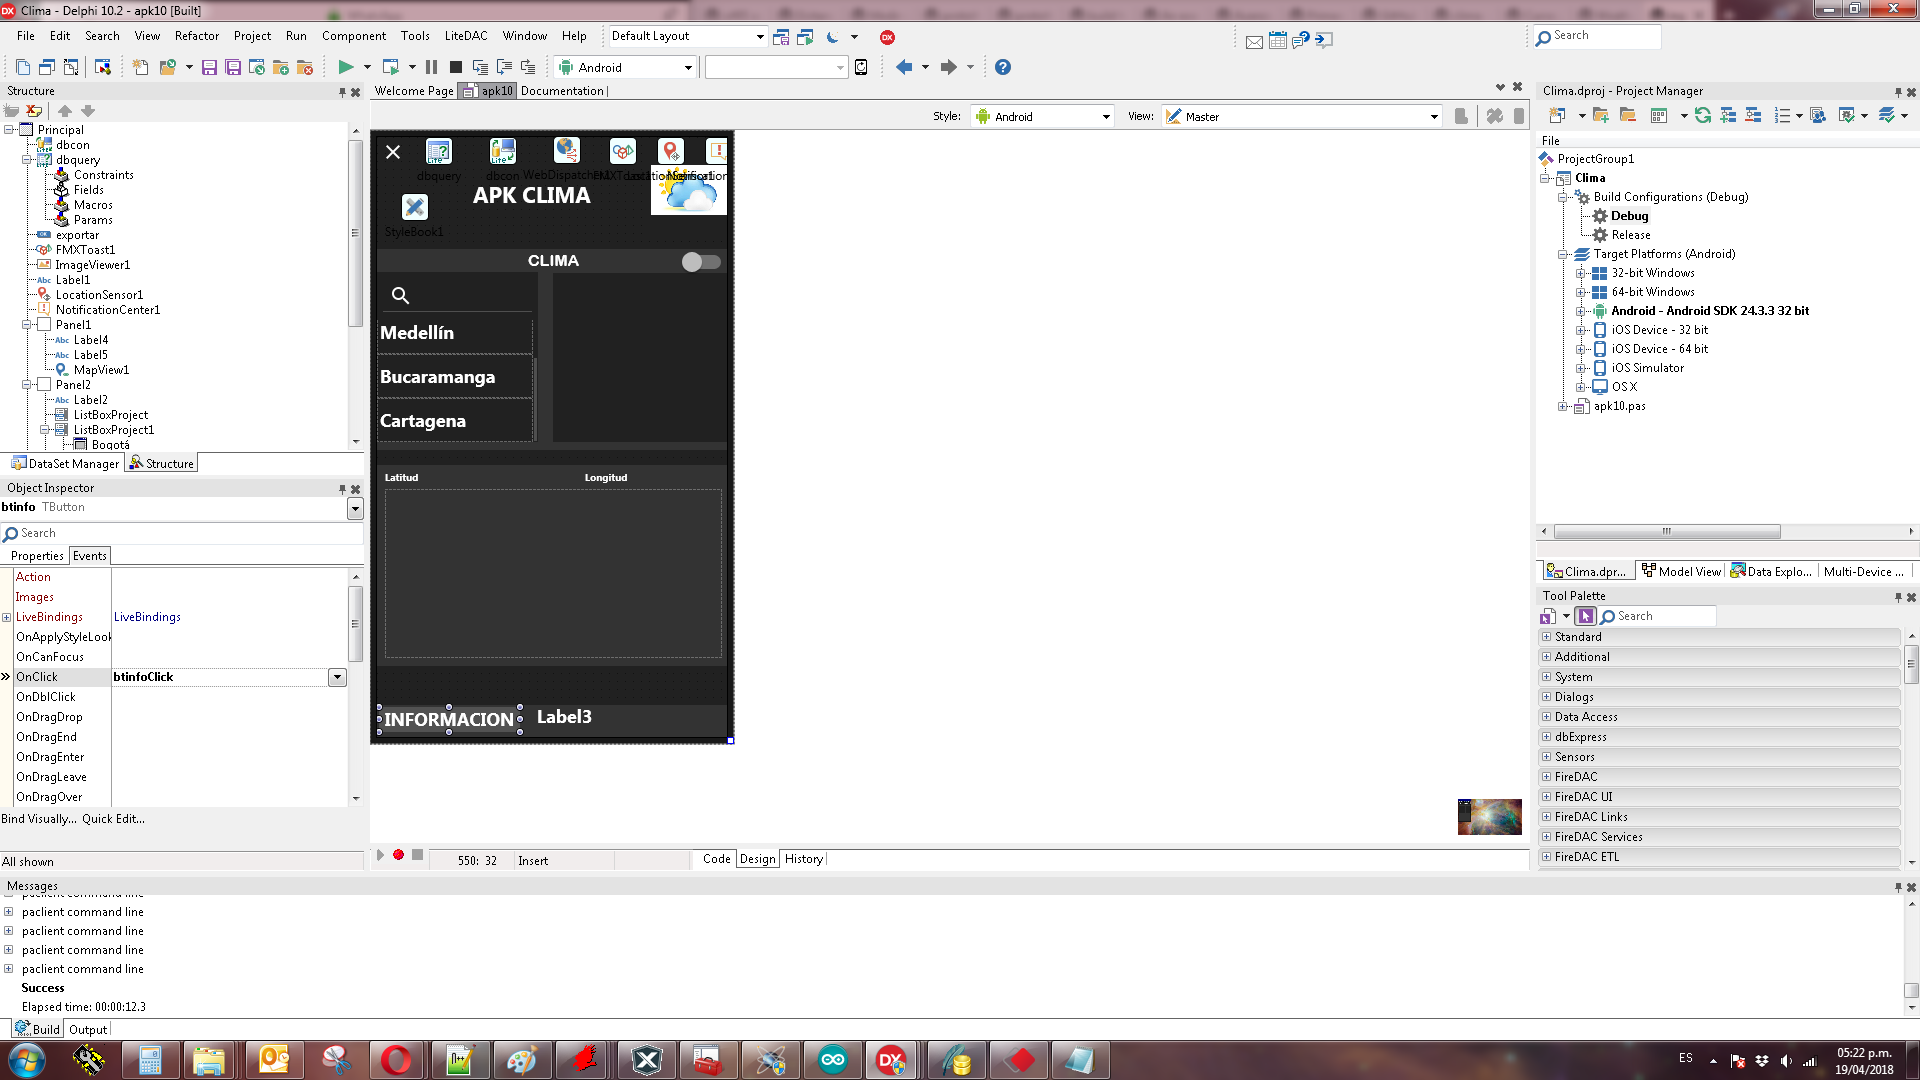 Clima - Delphi 10.2 - apk10 [Built]
File Edit Search View Refactor Project Run Component Tools LiteDAC Window Help Default Layout Search
Android
Structure
Welcome Page apk10 Documentation
Clima.dproj - Project Manager
Style: Android View: Master
Principal
dbcon
dbquery
Constraints
Fields
Macros
Params
exportar
FMXToast1
ImageViewer1
Label1
LocationSensor1
NotificationCenter1
Panel1
Label4
Label5
MapView1
Panel2
Label2
ListBoxProject
ListBoxProject1
Bogotá
DataSet Manager Structure
Object Inspector
btinfo TButton
Search
Properties Events
Action
Images
LiveBindings LiveBindings
OnApplyStyleLook
OnCanFocus
OnClick btinfoClick
OnDblClick
OnDragDrop
OnDragEnd
OnDragEnter
OnDragLeave
OnDragOver
Bind Visually... Quick Edit...
All shown
dbquery dbcon
APK CLIMA
StyleBook1
CLIMA
Medellín
Bucaramanga
Cartagena
Latitud Longitud
INFORMACION Label3
550: 32 Insert Code Design History
File
ProjectGroup1
Clima
Build Configurations (Debug)
Debug
Release
Target Platforms (Android)
32-bit Windows
64-bit Windows
Android - Android SDK 24.3.3 32 bit
iOS Device - 32 bit
iOS Device - 64 bit
iOS Simulator
OS X
apk10.pas
Clima.dpr... Model View Data Explo... Multi-Device ...
Tool Palette
Search
Standard
Additional
System
Dialogs
Data Access
dbExpress
Sensors
FireDAC
FireDAC UI
FireDAC Links
FireDAC Services
FireDAC ETL
Messages
paclient command line
paclient command line
paclient command line
paclient command line
paclient command line
Success
Elapsed time: 00:00:12.3
Build Output
ES 05:22 p.m.
19/04/2018